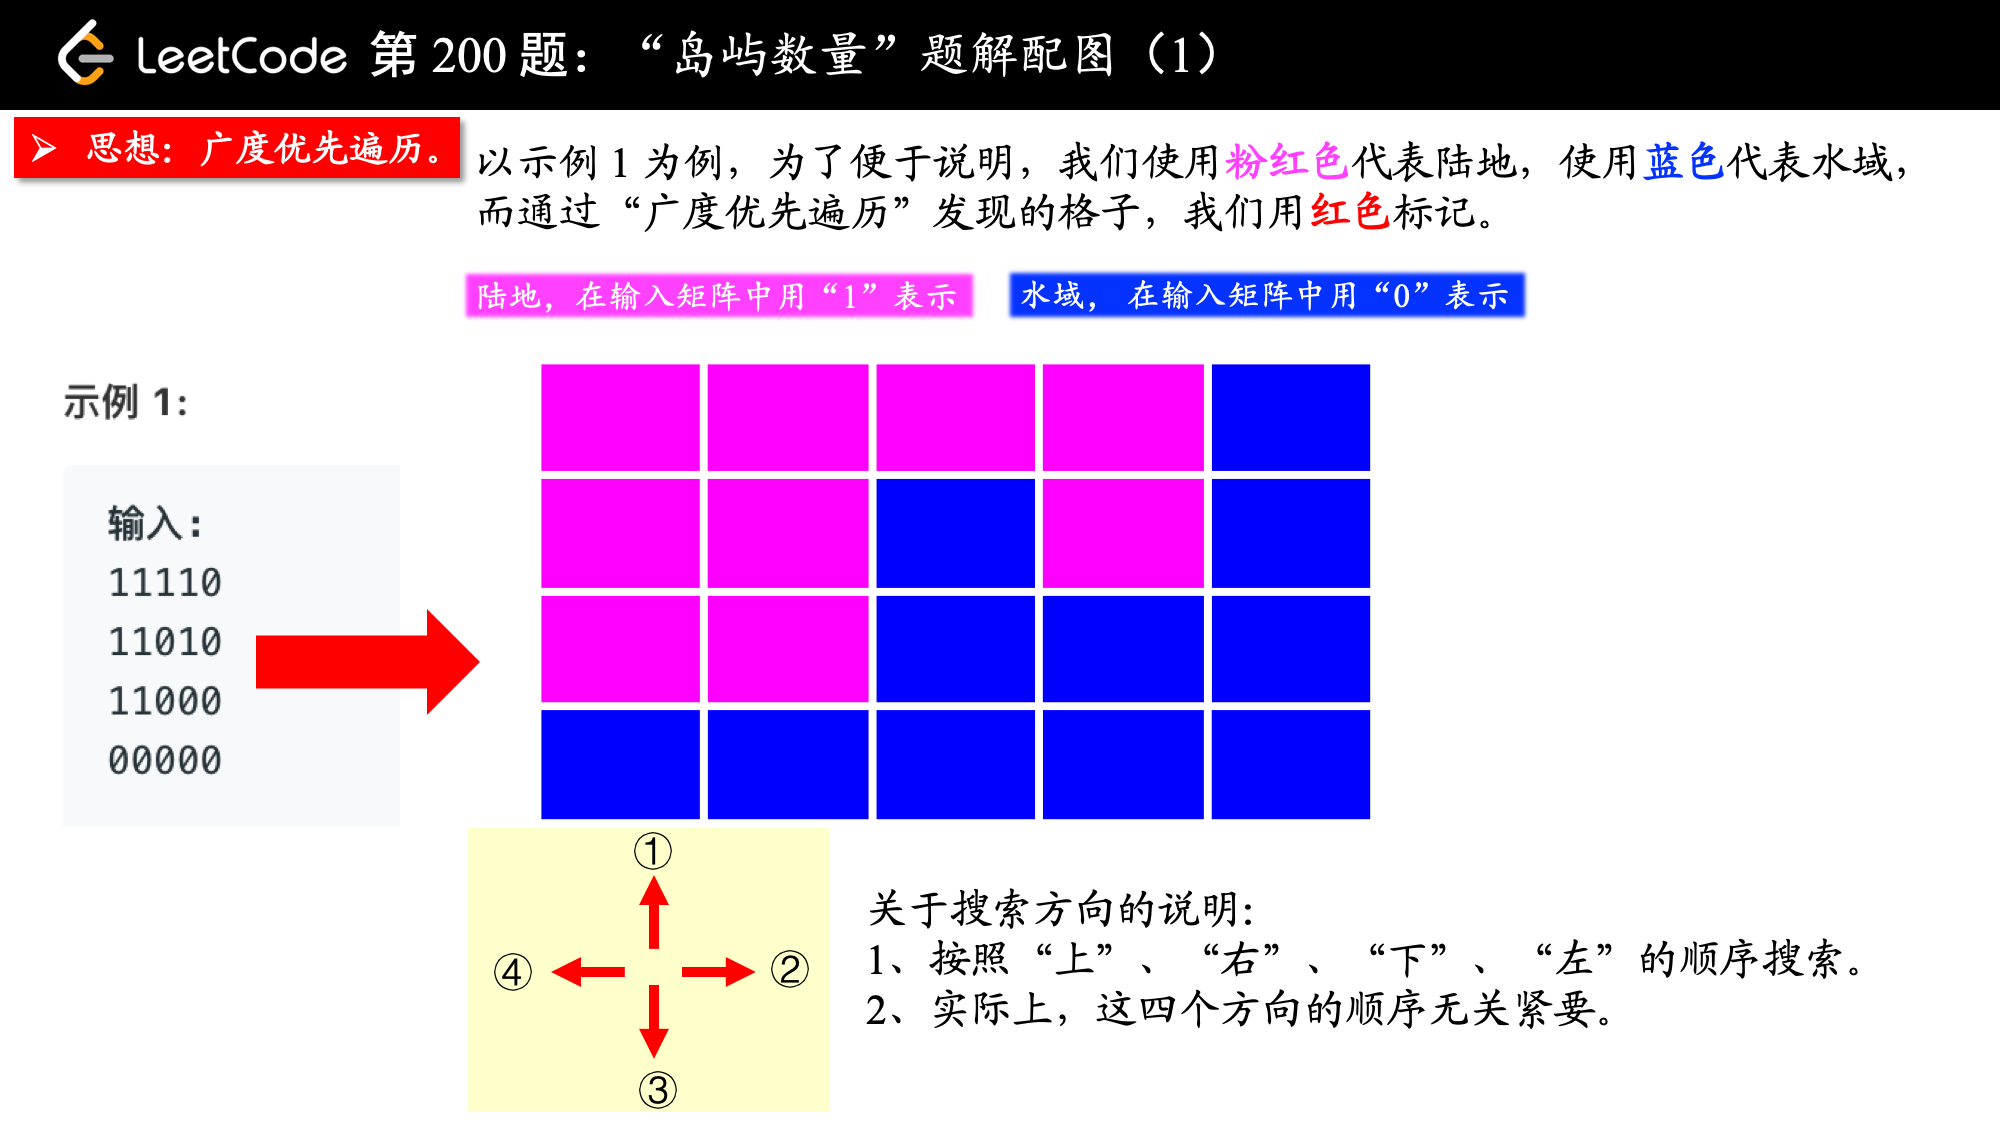 LeetCode 第 200 题：“岛屿数量”题解配图（1）
➢ 思想：广度优先遍历。
以示例 1 为例，为了便于说明，我们使用粉红色代表陆地，使用蓝色代表水域，
而通过“广度优先遍历”发现的格子，我们用红色标记。
陆地，在输入矩阵中用“1”表示
水域， 在输入矩阵中用“0”表示
示例 1:
输入:
11110
11010
11000
00000
①
④
②
③
关于搜索方向的说明：
1、按照“上”、“右”、“下”、“左”的顺序搜索。
2、实际上，这四个方向的顺序无关紧要。